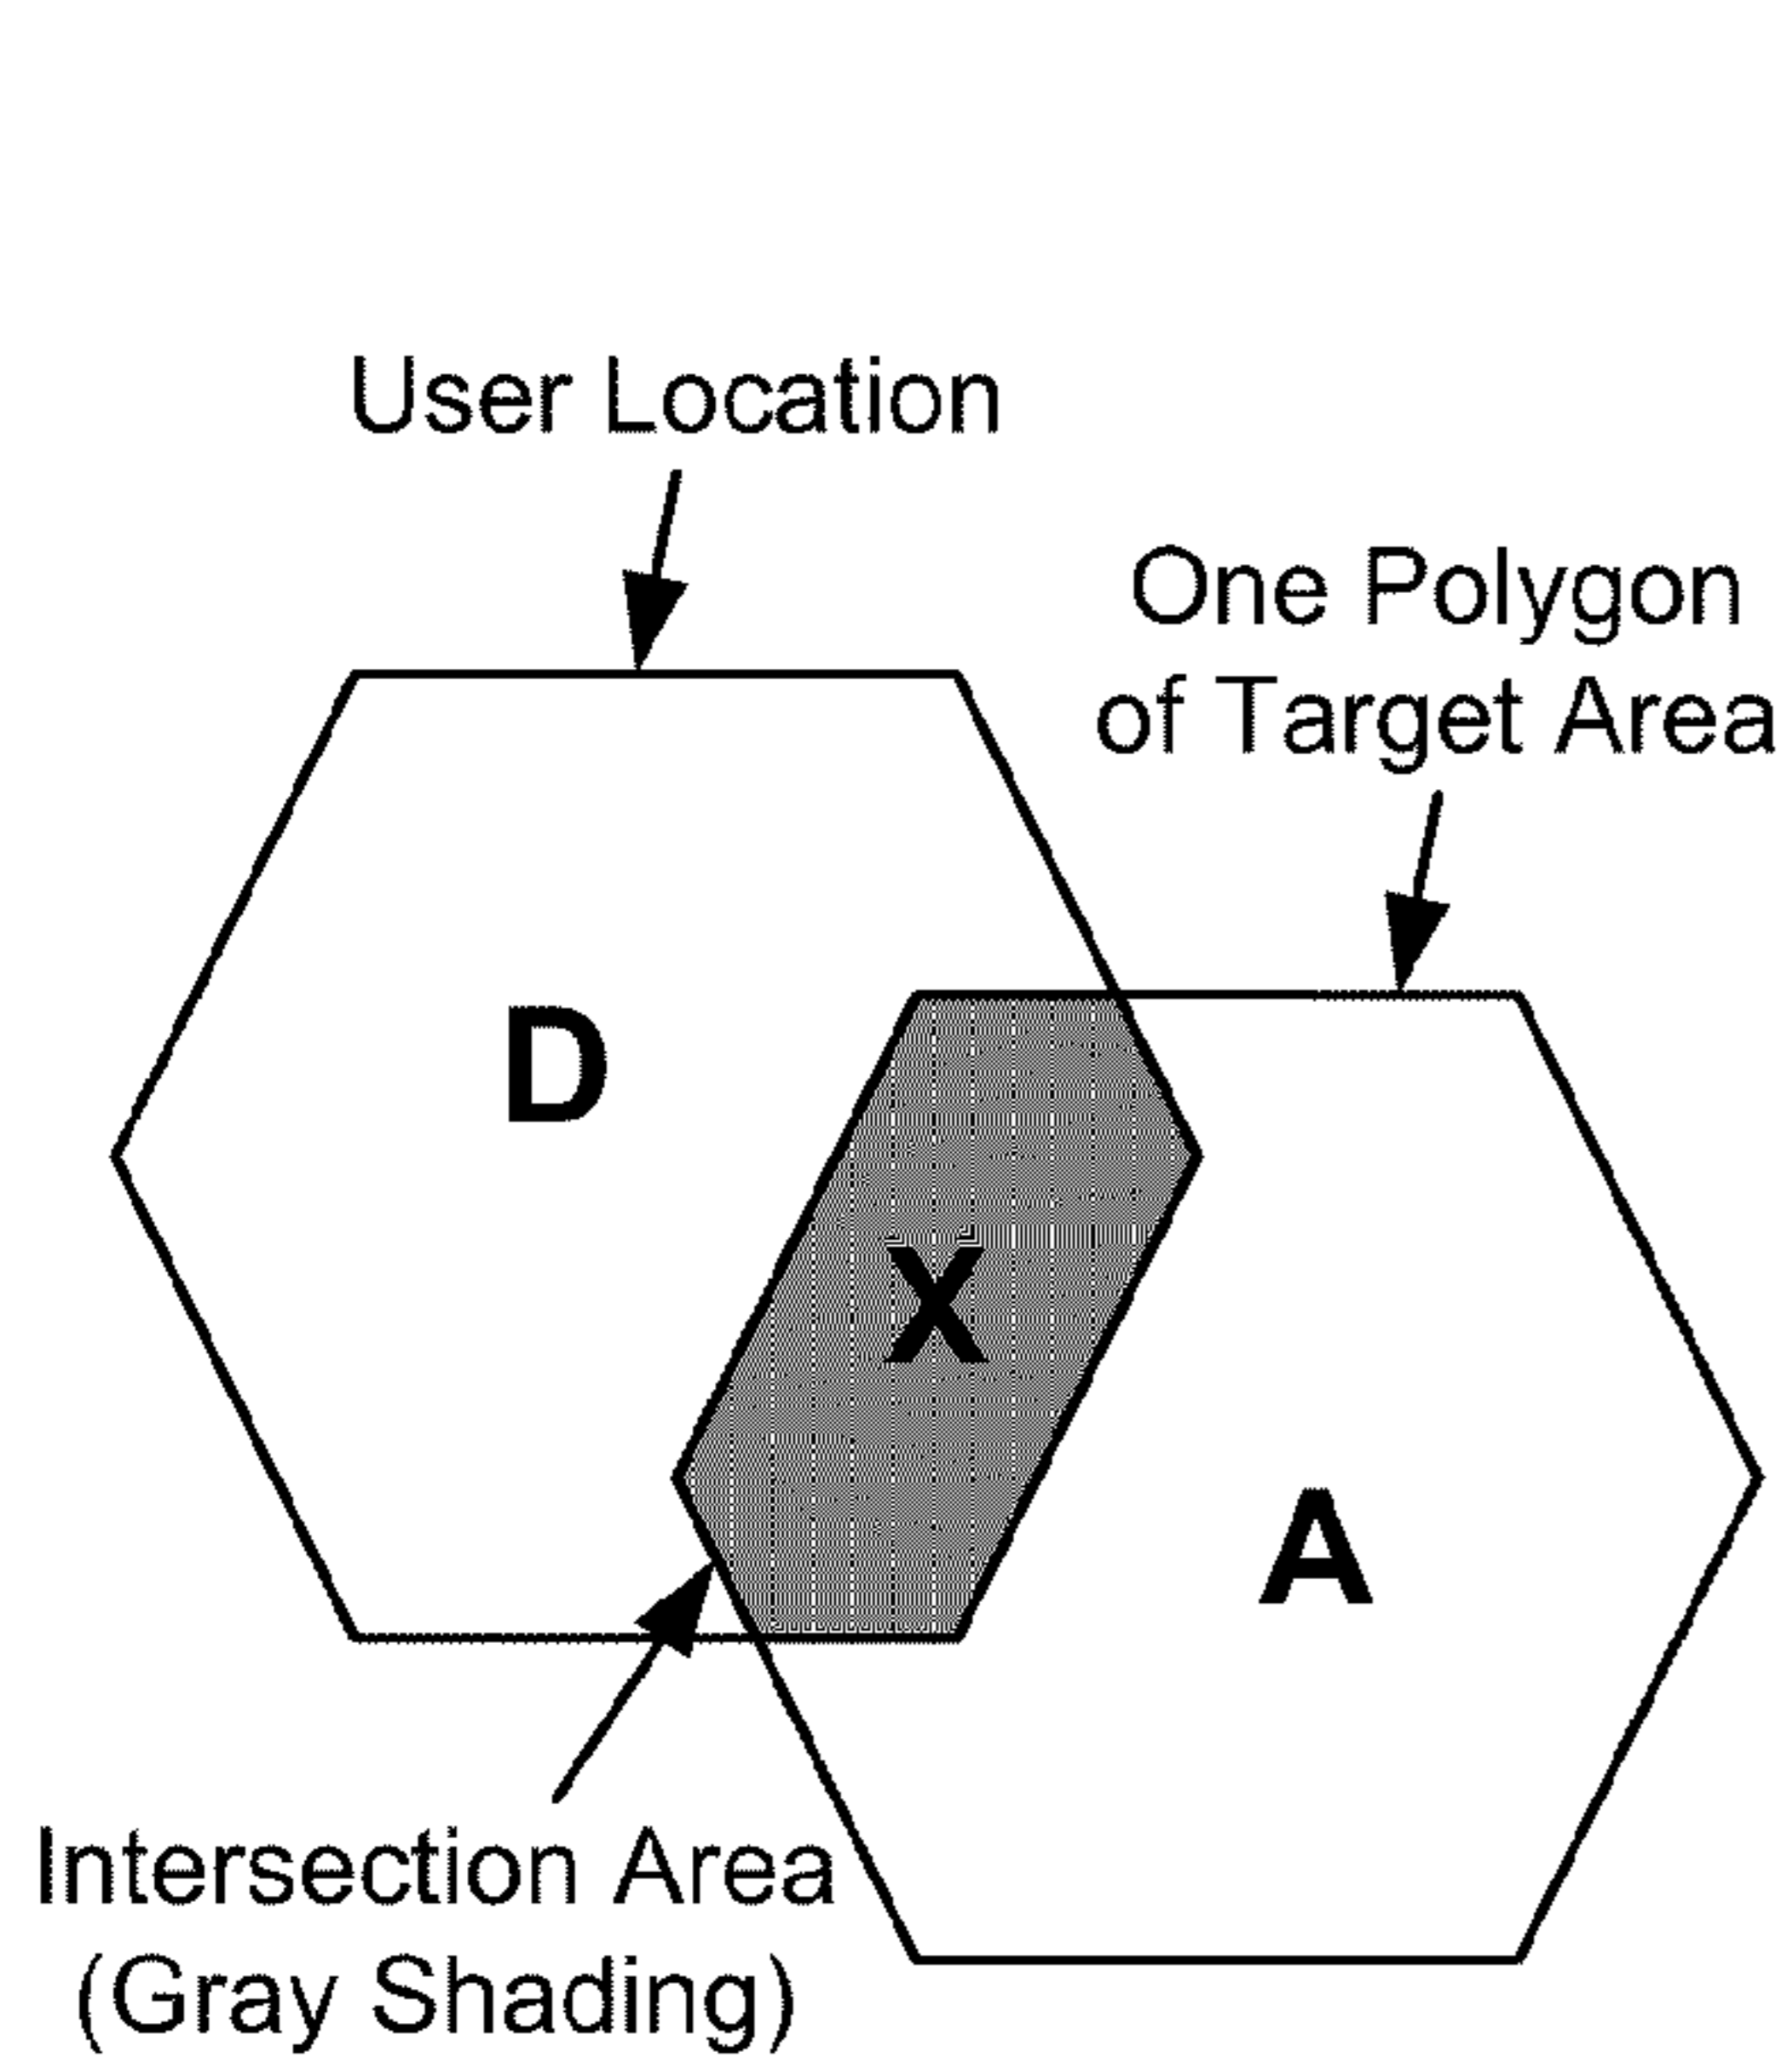 User Location
One Polygon
of Target Area
D
X
A
Intersection Area
(Gray Shading)